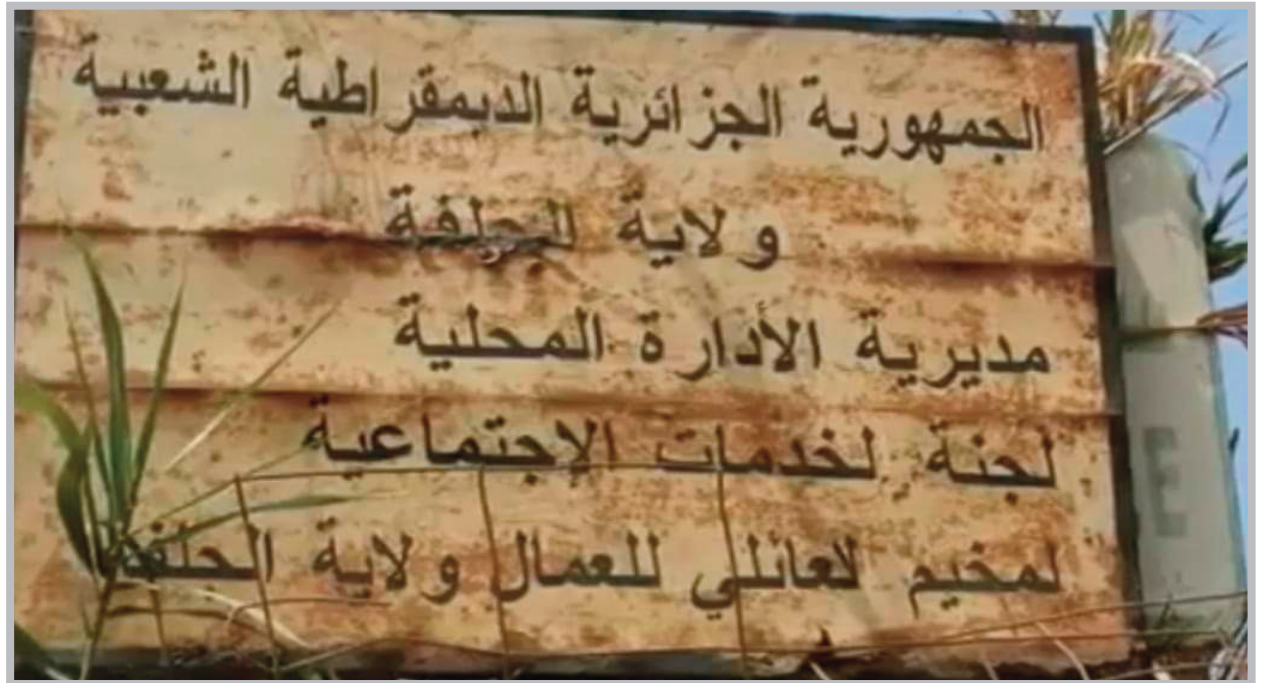 الجمهورية الجزائرية الديمقراطية الشعبية
ولاية الجلفة
مديرية الأدارة المحلية
لجنة لخدمات الإجتماعية
لمخيم لعائلي للعمال ولاية الجلفة
E